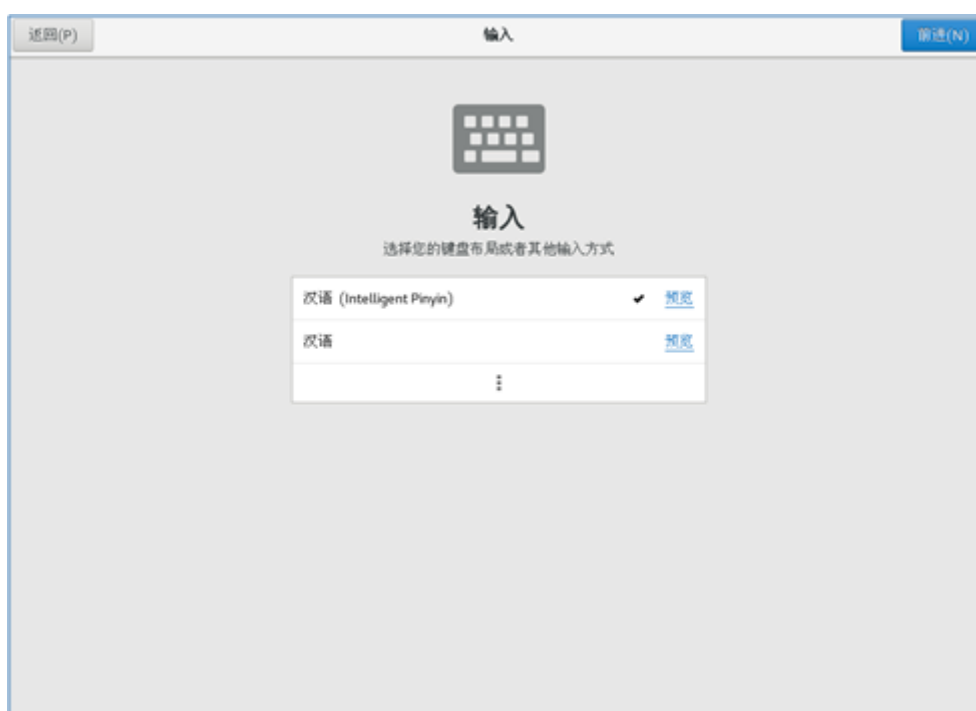 返回(P)
输入
前进(N)
输入
选择您的键盘布局或者其他输入方式
汉语 (Intelligent Pinyin) ✔ 预览
汉语 预览